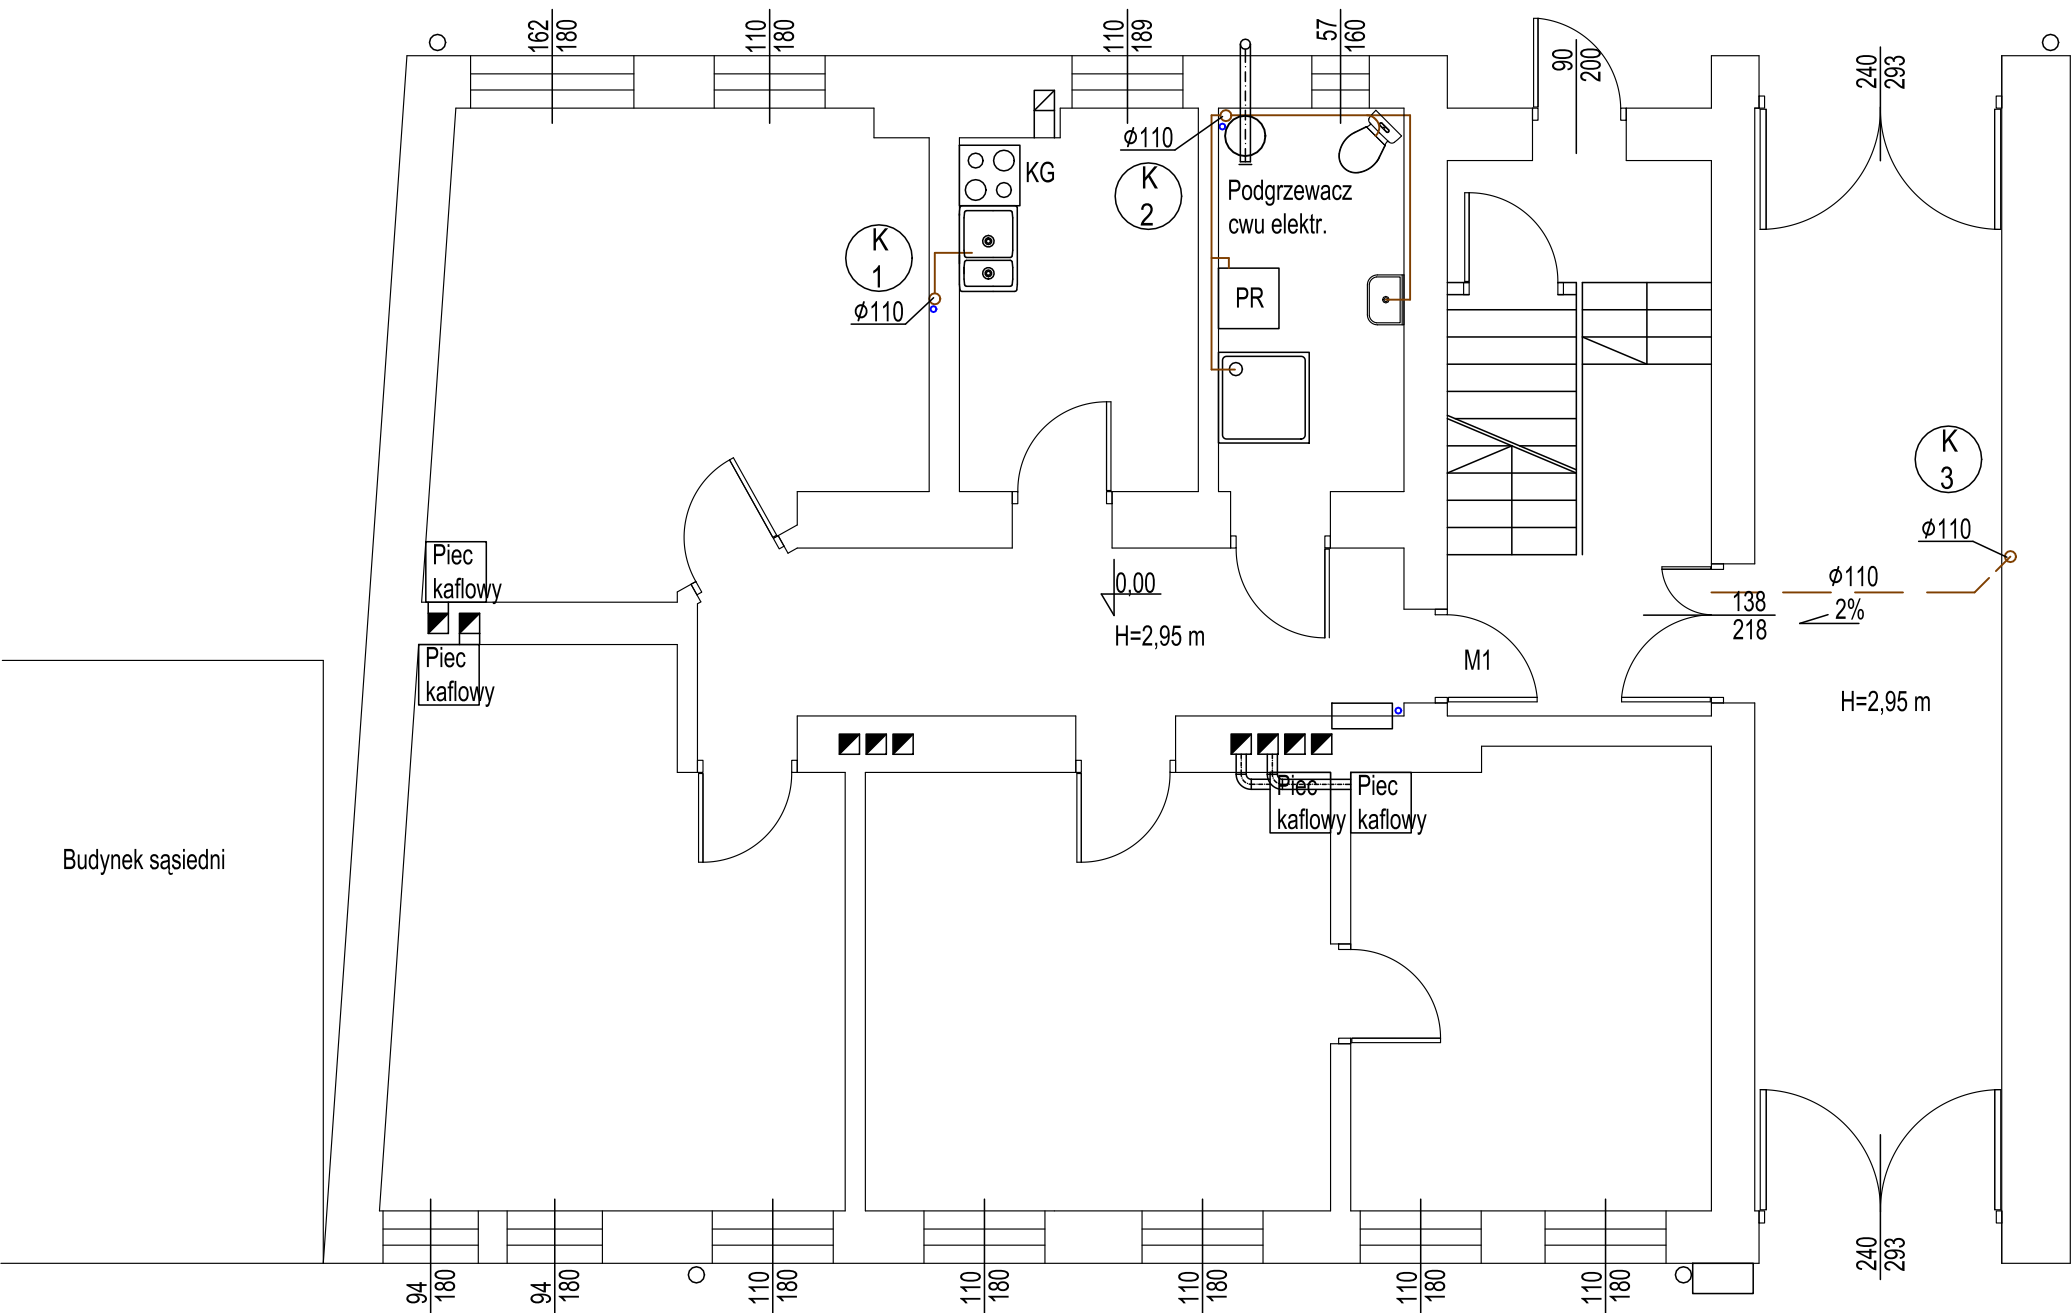 162
180
110
180
110
189
57
160
90
200
240
293
ϕ110
KG
K
2
Podgrzewacz
cwu elektr.
K
1
ϕ110
PR
K
3
ϕ110
Piec
kaflowy
0,00
H=2,95 m
ϕ110
138
218
2%
Piec
kaflowy
M1
H=2,95 m
Piec
kaflowy
Piec
kaflowy
Budynek sąsiedni
94
180
94
180
110
180
110
180
110
180
110
180
110
180
240
293